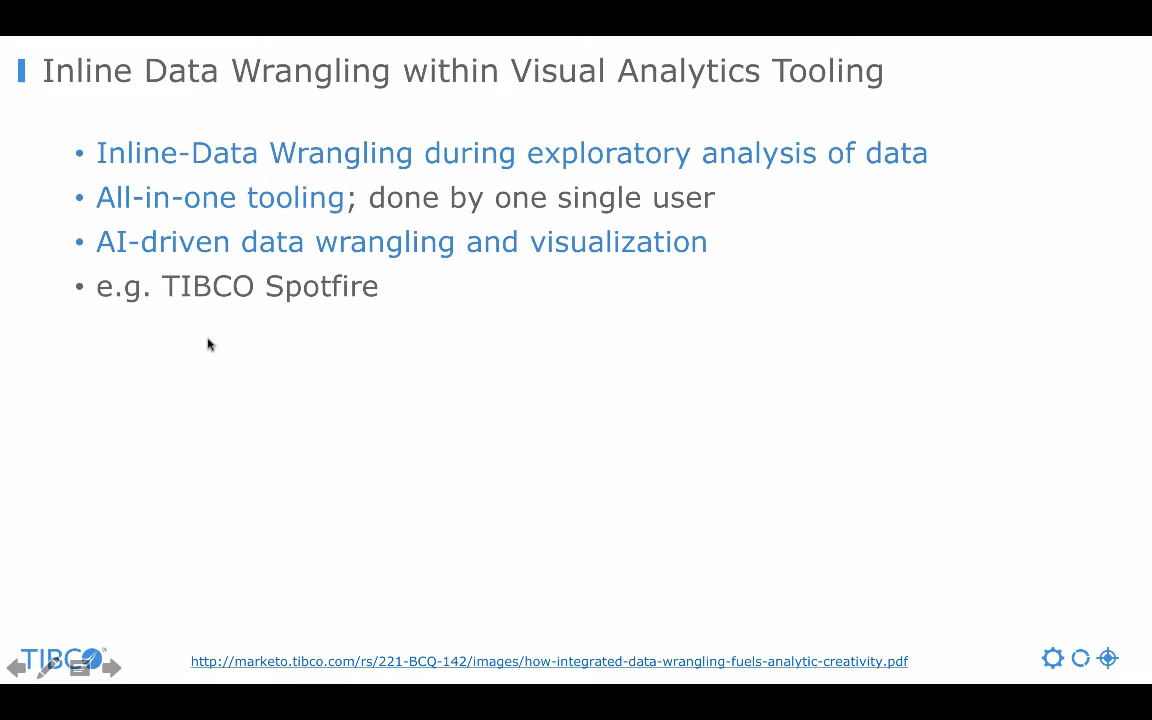 Inline Data Wrangling within Visual Analytics Tooling
• Inline-Data Wrangling during exploratory analysis of data
• All-in-one tooling; done by one single user
• AI-driven data wrangling and visualization
• e.g. TIBCO Spotfire
TIBCO®
http://marketo.tibco.com/rs/221-BCQ-142/images/how-integrated-data-wrangling-fuels-analytic-creativity.pdf